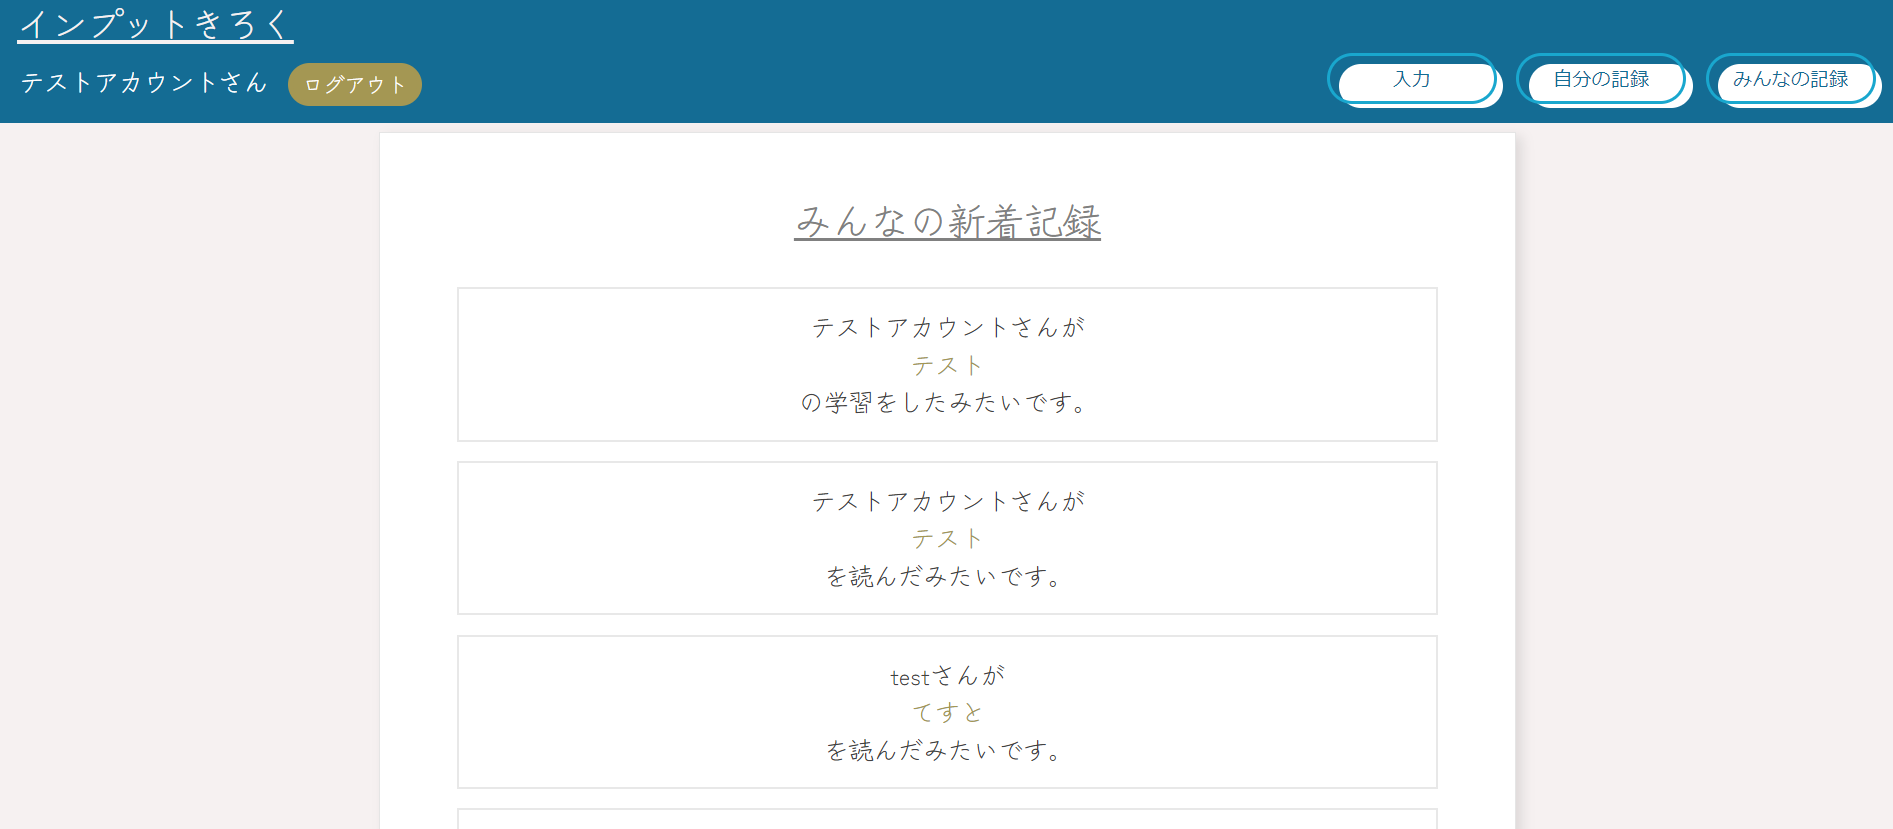 インプットきろく
テストアカウントさん ログアウト
入力 自分の記録 みんなの記録
みんなの新着記録
テストアカウントさんが
テスト
の学習をしたみたいです。
テストアカウントさんが
テスト
を読んだみたいです。
testさんが
てすと
を読んだみたいです。